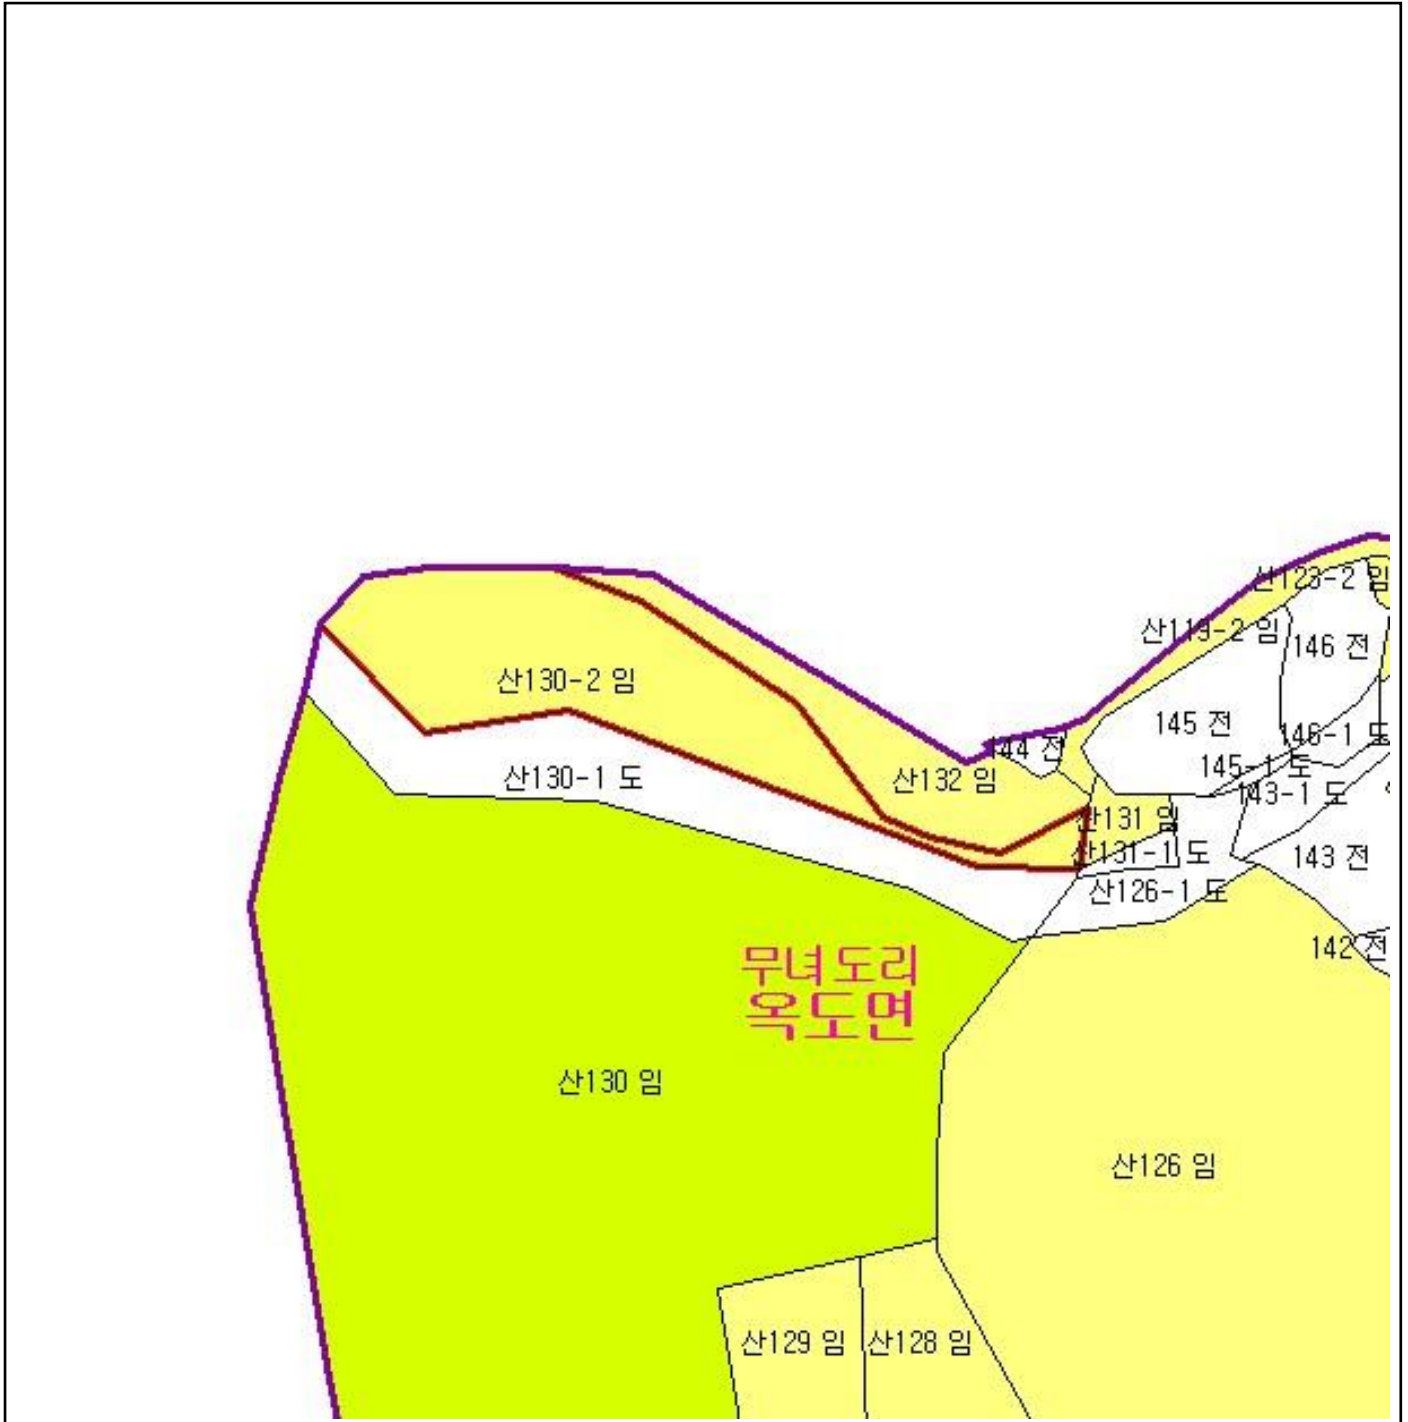 산123-2 임
산119-2 임
146 전
산130-2 임
145 전
146-1 도
144 전
145-1 도
산130-1 도
산132 임
143-1 도
산131 임
산131-1 도
143 전
산126-1 도
142 전
무녀도리
옥도면
산130 임
산126 임
산129 임
산128 임